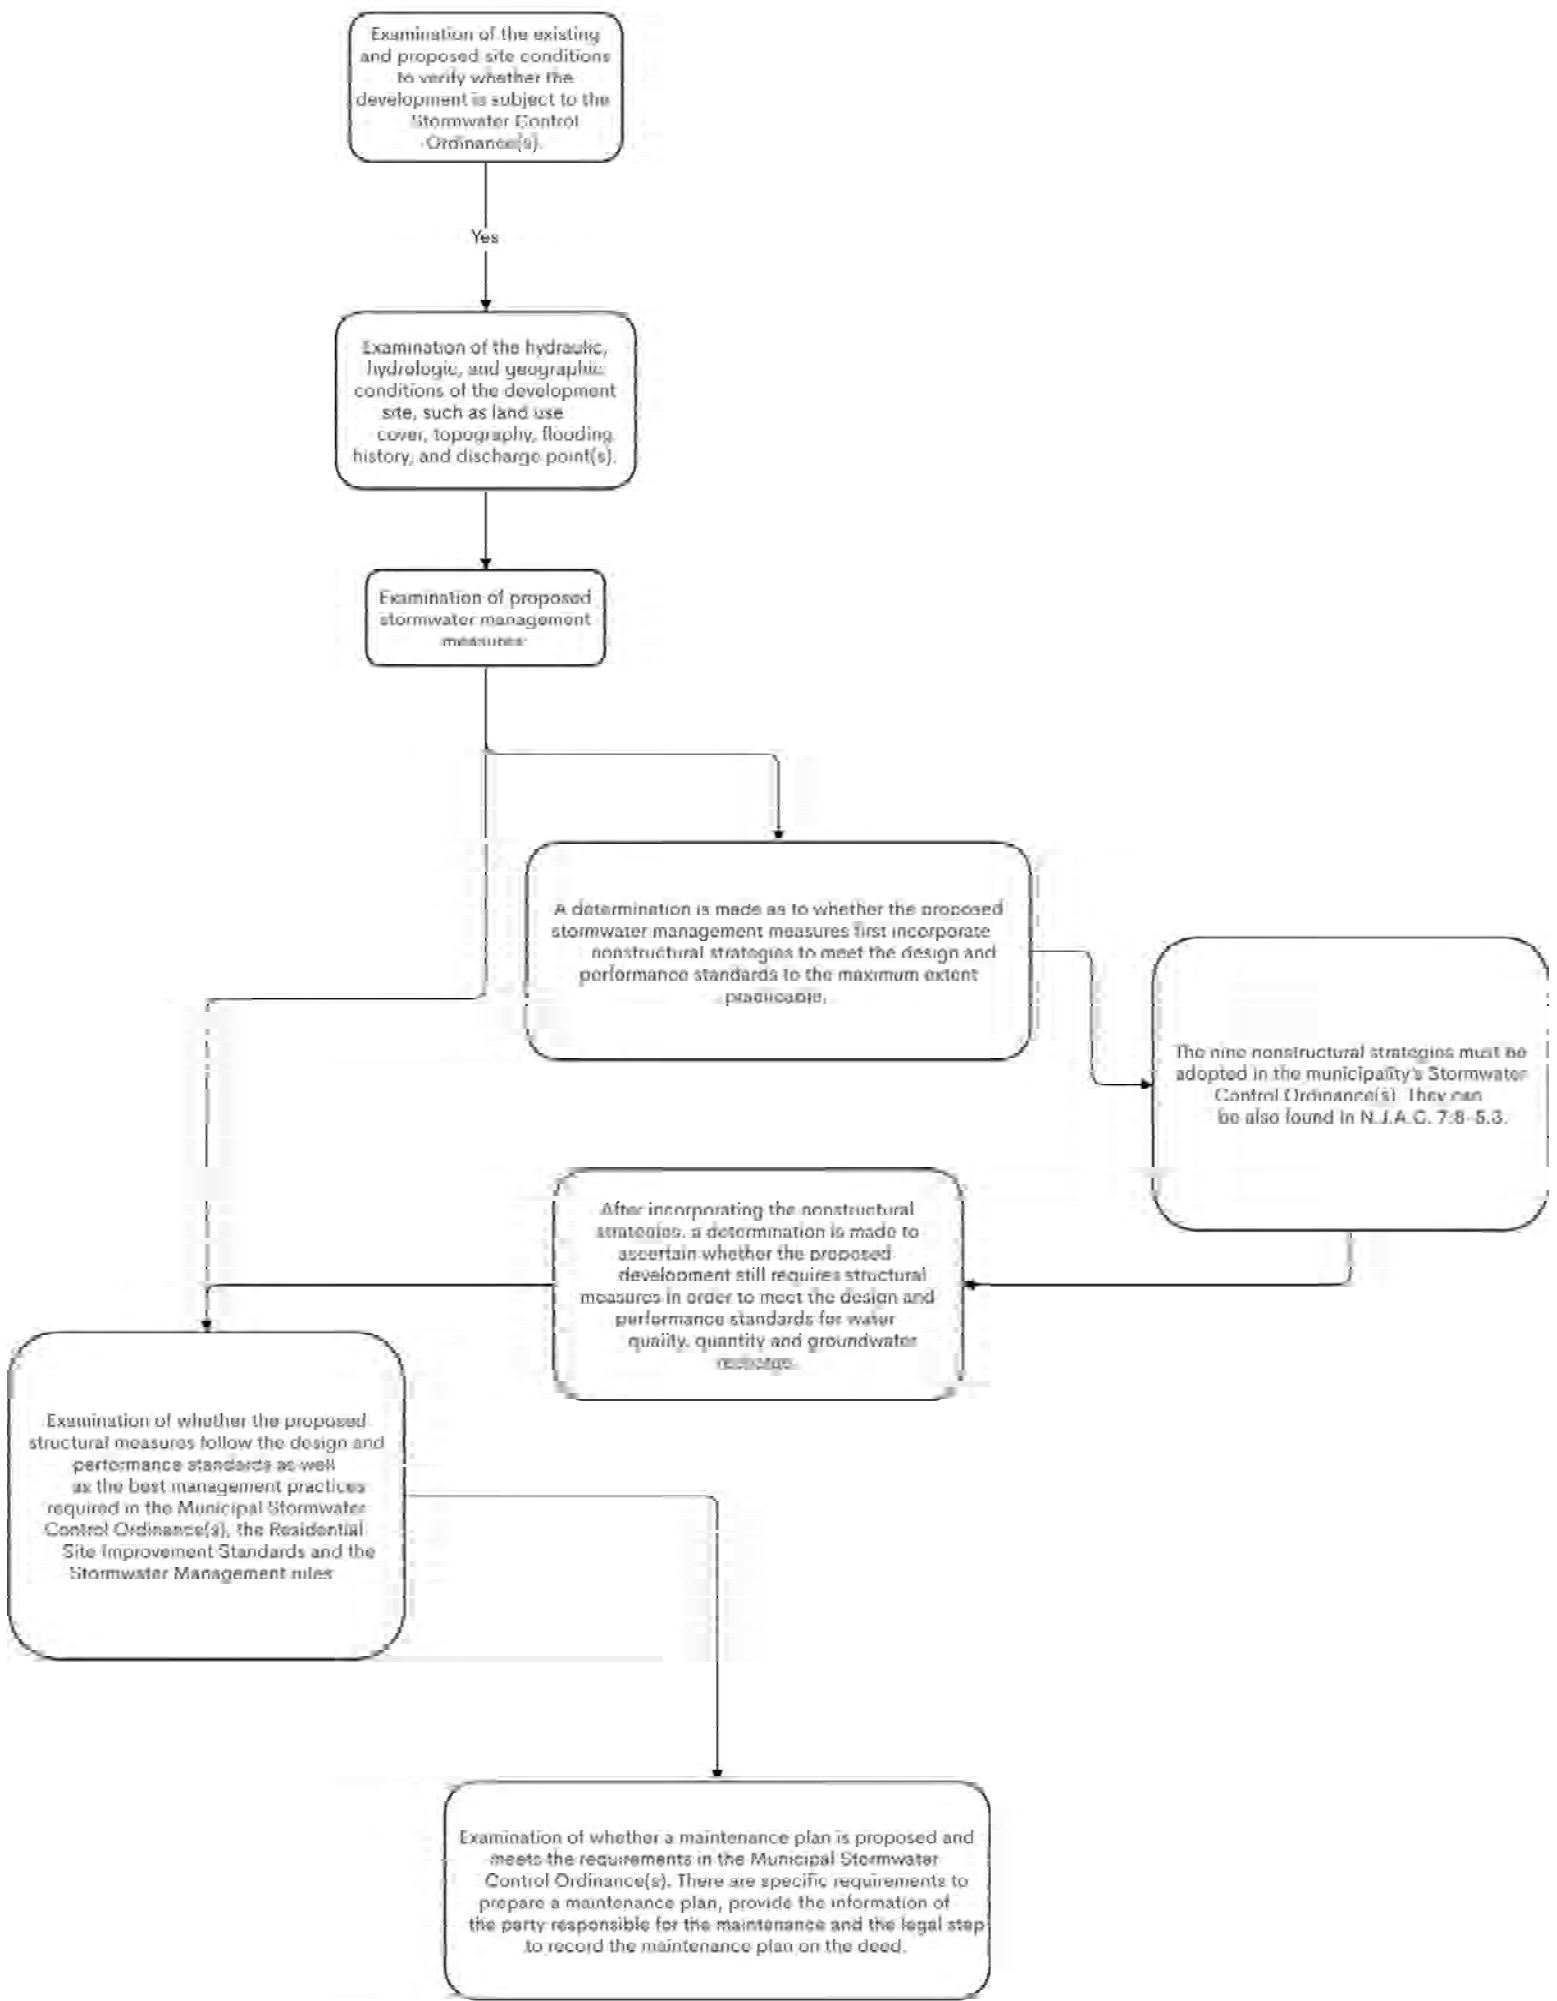 Examination of the existing
and proposed site conditions
to verify whether the
development is subject to the
Stormwater Control
Ordinance(s).
Yes
Examination of the hydraulic,
hydrologic, and geographic
conditions of the development
site, such as land use
cover, topography, flooding
history, and discharge point(s).
Examination of proposed
stormwater management
measures
A determination is made as to whether the proposed
stormwater management measures first incorporate
nonstructural strategies to meet the design and
performance standards to the maximum extent
practicable.
The nine nonstructural strategies must be
adopted in the municipality's Stormwater
Control Ordinance(s). They can
be also found in N.J.A.C. 7:8-5.3.
After incorporating the nonstructural
strategies, a determination is made to
ascertain whether the proposed
development still requires structural
measures in order to meet the design and
performance standards for water
quality, quantity and groundwater
recharge.
Examination of whether the proposed
structural measures follow the design and
performance standards as well
as the best management practices
required in the Municipal Stormwater
Control Ordinance(s), the Residential
Site Improvement Standards and the
Stormwater Management rules
Examination of whether a maintenance plan is proposed and
meets the requirements in the Municipal Stormwater
Control Ordinance(s). There are specific requirements to
prepare a maintenance plan, provide the information of
the party responsible for the maintenance and the legal step
to record the maintenance plan on the deed.